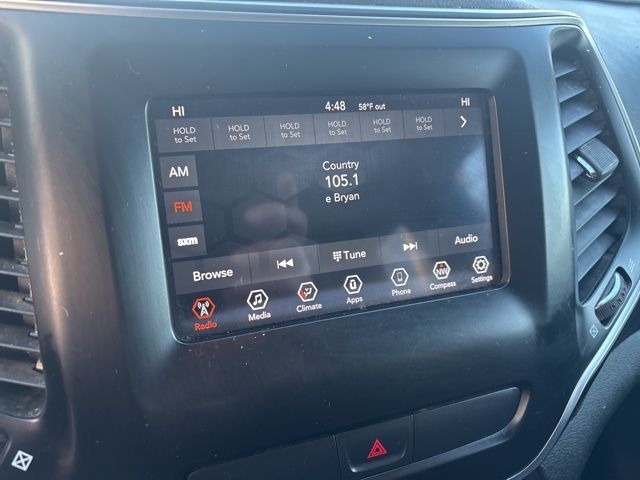 HI 4:48 58°F out HI
HOLD to Set HOLD to Set HOLD to Set HOLD to Set HOLD to Set HOLD to Set
AM
Country
105.1
FM
e Bryan
sxm
Browse Tune Audio
Radio Media Climate Apps Phone NW Compass Settings